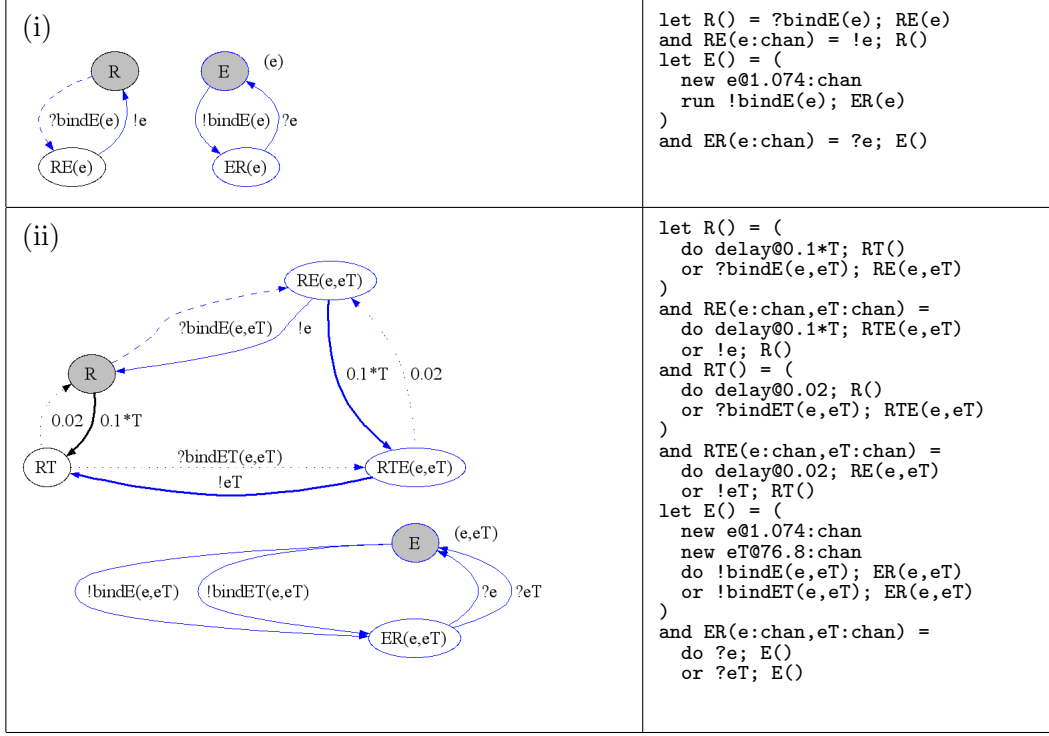 (i)
R
E
(e)
?bindE(e)
!e
!bindE(e)
?e
RE(e)
ER(e)
let R() = ?bindE(e); RE(e)
and RE(e:chan) = !e; R()
let E() = (
  new e@1.074:chan
  run !bindE(e); ER(e)
)
and ER(e:chan) = ?e; E()
(ii)
RE(e,eT)
?bindE(e,eT)
!e
R
0.1*T
0.02
0.02
0.1*T
?bindET(e,eT)
RT
RTE(e,eT)
!eT
E
(e,eT)
!bindE(e,eT)
!bindET(e,eT)
?e
?eT
ER(e,eT)
let R() = (
  do delay@0.1*T; RT()
  or ?bindE(e,eT); RE(e,eT)
)
and RE(e:chan,eT:chan) =
  do delay@0.1*T; RTE(e,eT)
  or !e; R()
and RT() = (
  do delay@0.02; R()
  or ?bindET(e,eT); RTE(e,eT)
)
and RTE(e:chan,eT:chan) =
  do delay@0.02; RE(e,eT)
  or !eT; RT()
let E() = (
  new e@1.074:chan
  new eT@76.8:chan
  do !bindE(e,eT); ER(e,eT)
  or !bindET(e,eT); ER(e,eT)
)
and ER(e:chan,eT:chan) =
  do ?e; E()
  or ?eT; E()